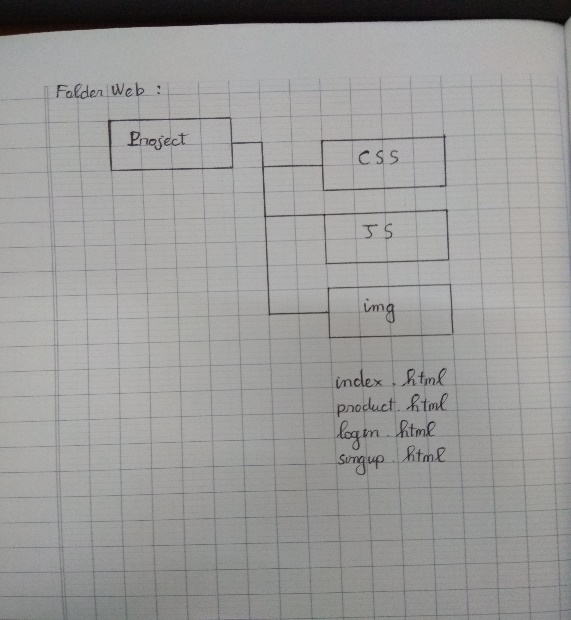 Folder Web :
Project
CSS
JS
img
index.html
product.html
login.html
singup.html